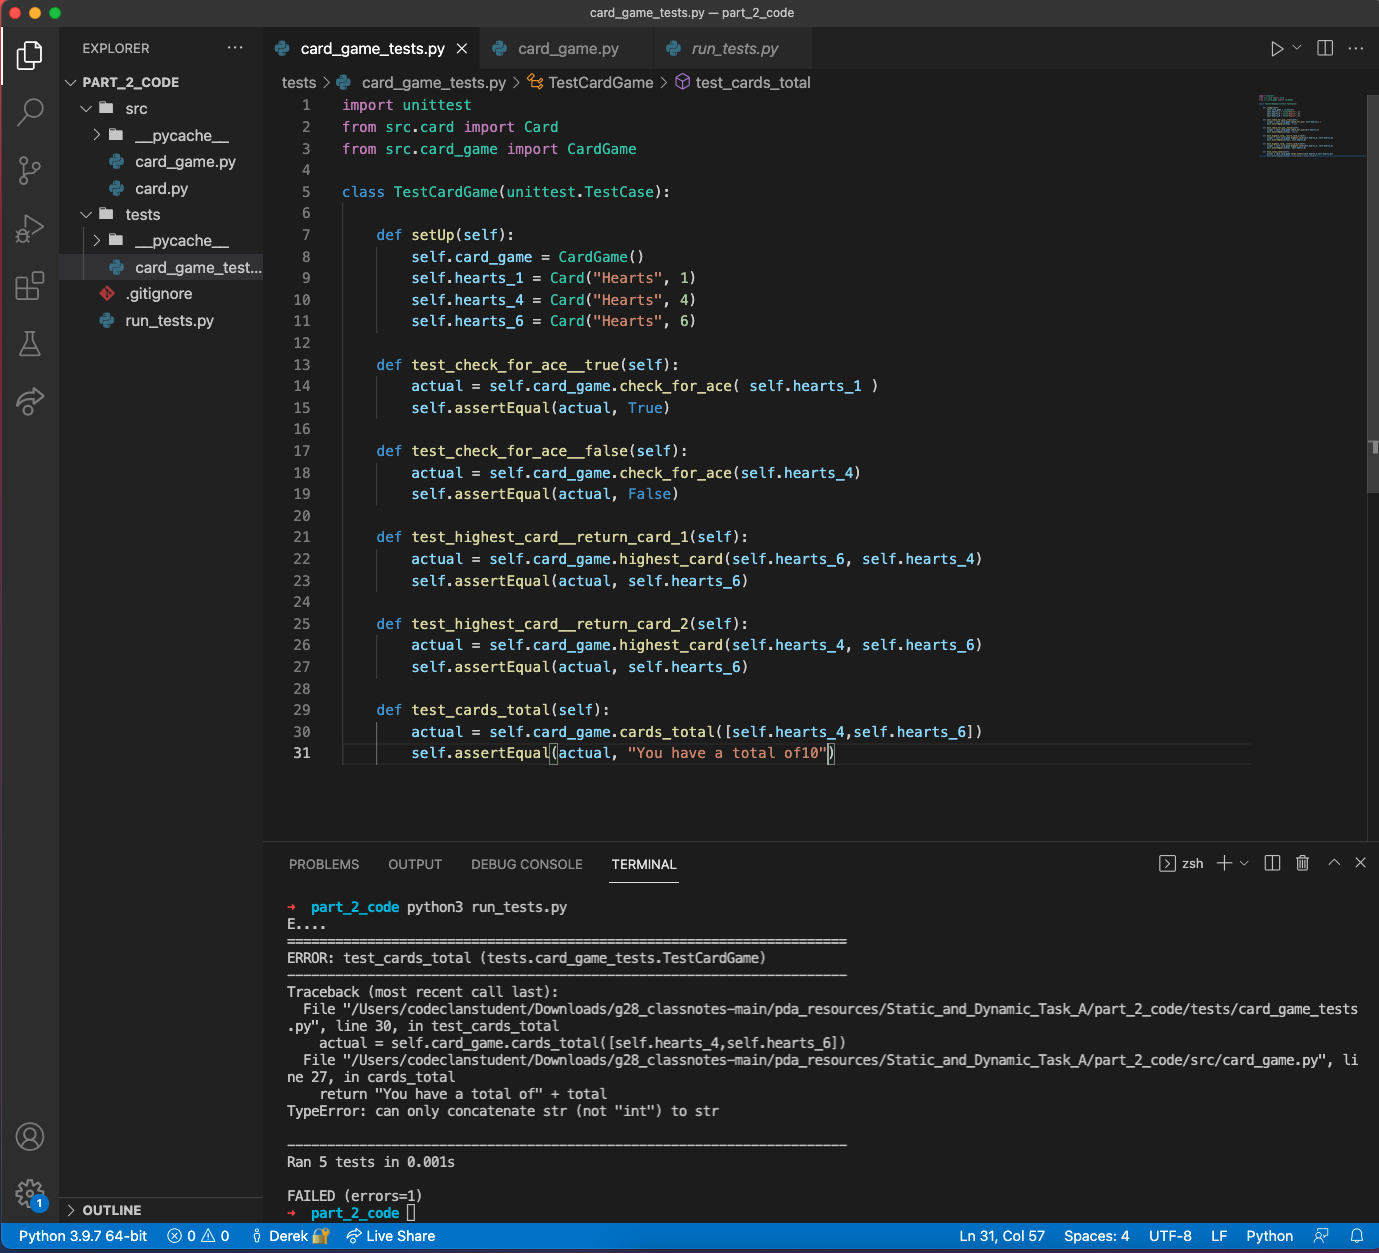 card_game_tests.py — part_2_code
EXPLORER
PART_2_CODE
src
__pycache__
card_game.py
card.py
tests
__pycache__
card_game_test...
.gitignore
run_tests.py
OUTLINE
card_game_tests.py
card_game.py
run_tests.py
tests > card_game_tests.py > TestCardGame > test_cards_total
1 import unittest
2 from src.card import Card
3 from src.card_game import CardGame
4
5 class TestCardGame(unittest.TestCase):
6
7     def setUp(self):
8         self.card_game = CardGame()
9         self.hearts_1 = Card("Hearts", 1)
10         self.hearts_4 = Card("Hearts", 4)
11         self.hearts_6 = Card("Hearts", 6)
12
13     def test_check_for_ace__true(self):
14         actual = self.card_game.check_for_ace( self.hearts_1 )
15         self.assertEqual(actual, True)
16
17     def test_check_for_ace__false(self):
18         actual = self.card_game.check_for_ace(self.hearts_4)
19         self.assertEqual(actual, False)
20
21     def test_highest_card__return_card_1(self):
22         actual = self.card_game.highest_card(self.hearts_6, self.hearts_4)
23         self.assertEqual(actual, self.hearts_6)
24
25     def test_highest_card__return_card_2(self):
26         actual = self.card_game.highest_card(self.hearts_4, self.hearts_6)
27         self.assertEqual(actual, self.hearts_6)
28
29     def test_cards_total(self):
30         actual = self.card_game.cards_total([self.hearts_4,self.hearts_6])
31         self.assertEqual(actual, "You have a total of10")
PROBLEMS OUTPUT DEBUG CONSOLE TERMINAL
zsh
→ part_2_code python3 run_tests.py
E....
======================================================================
ERROR: test_cards_total (tests.card_game_tests.TestCardGame)
----------------------------------------------------------------------
Traceback (most recent call last):
  File "/Users/codeclanstudent/Downloads/g28_classnotes-main/pda_resources/Static_and_Dynamic_Task_A/part_2_code/tests/card_game_tests
.py", line 30, in test_cards_total
    actual = self.card_game.cards_total([self.hearts_4,self.hearts_6])
  File "/Users/codeclanstudent/Downloads/g28_classnotes-main/pda_resources/Static_and_Dynamic_Task_A/part_2_code/src/card_game.py", li
ne 27, in cards_total
    return "You have a total of" + total
TypeError: can only concatenate str (not "int") to str
----------------------------------------------------------------------
Ran 5 tests in 0.001s
FAILED (errors=1)
→ part_2_code
1
Python 3.9.7 64-bit 0 0 Derek Live Share Ln 31, Col 57 Spaces: 4 UTF-8 LF Python